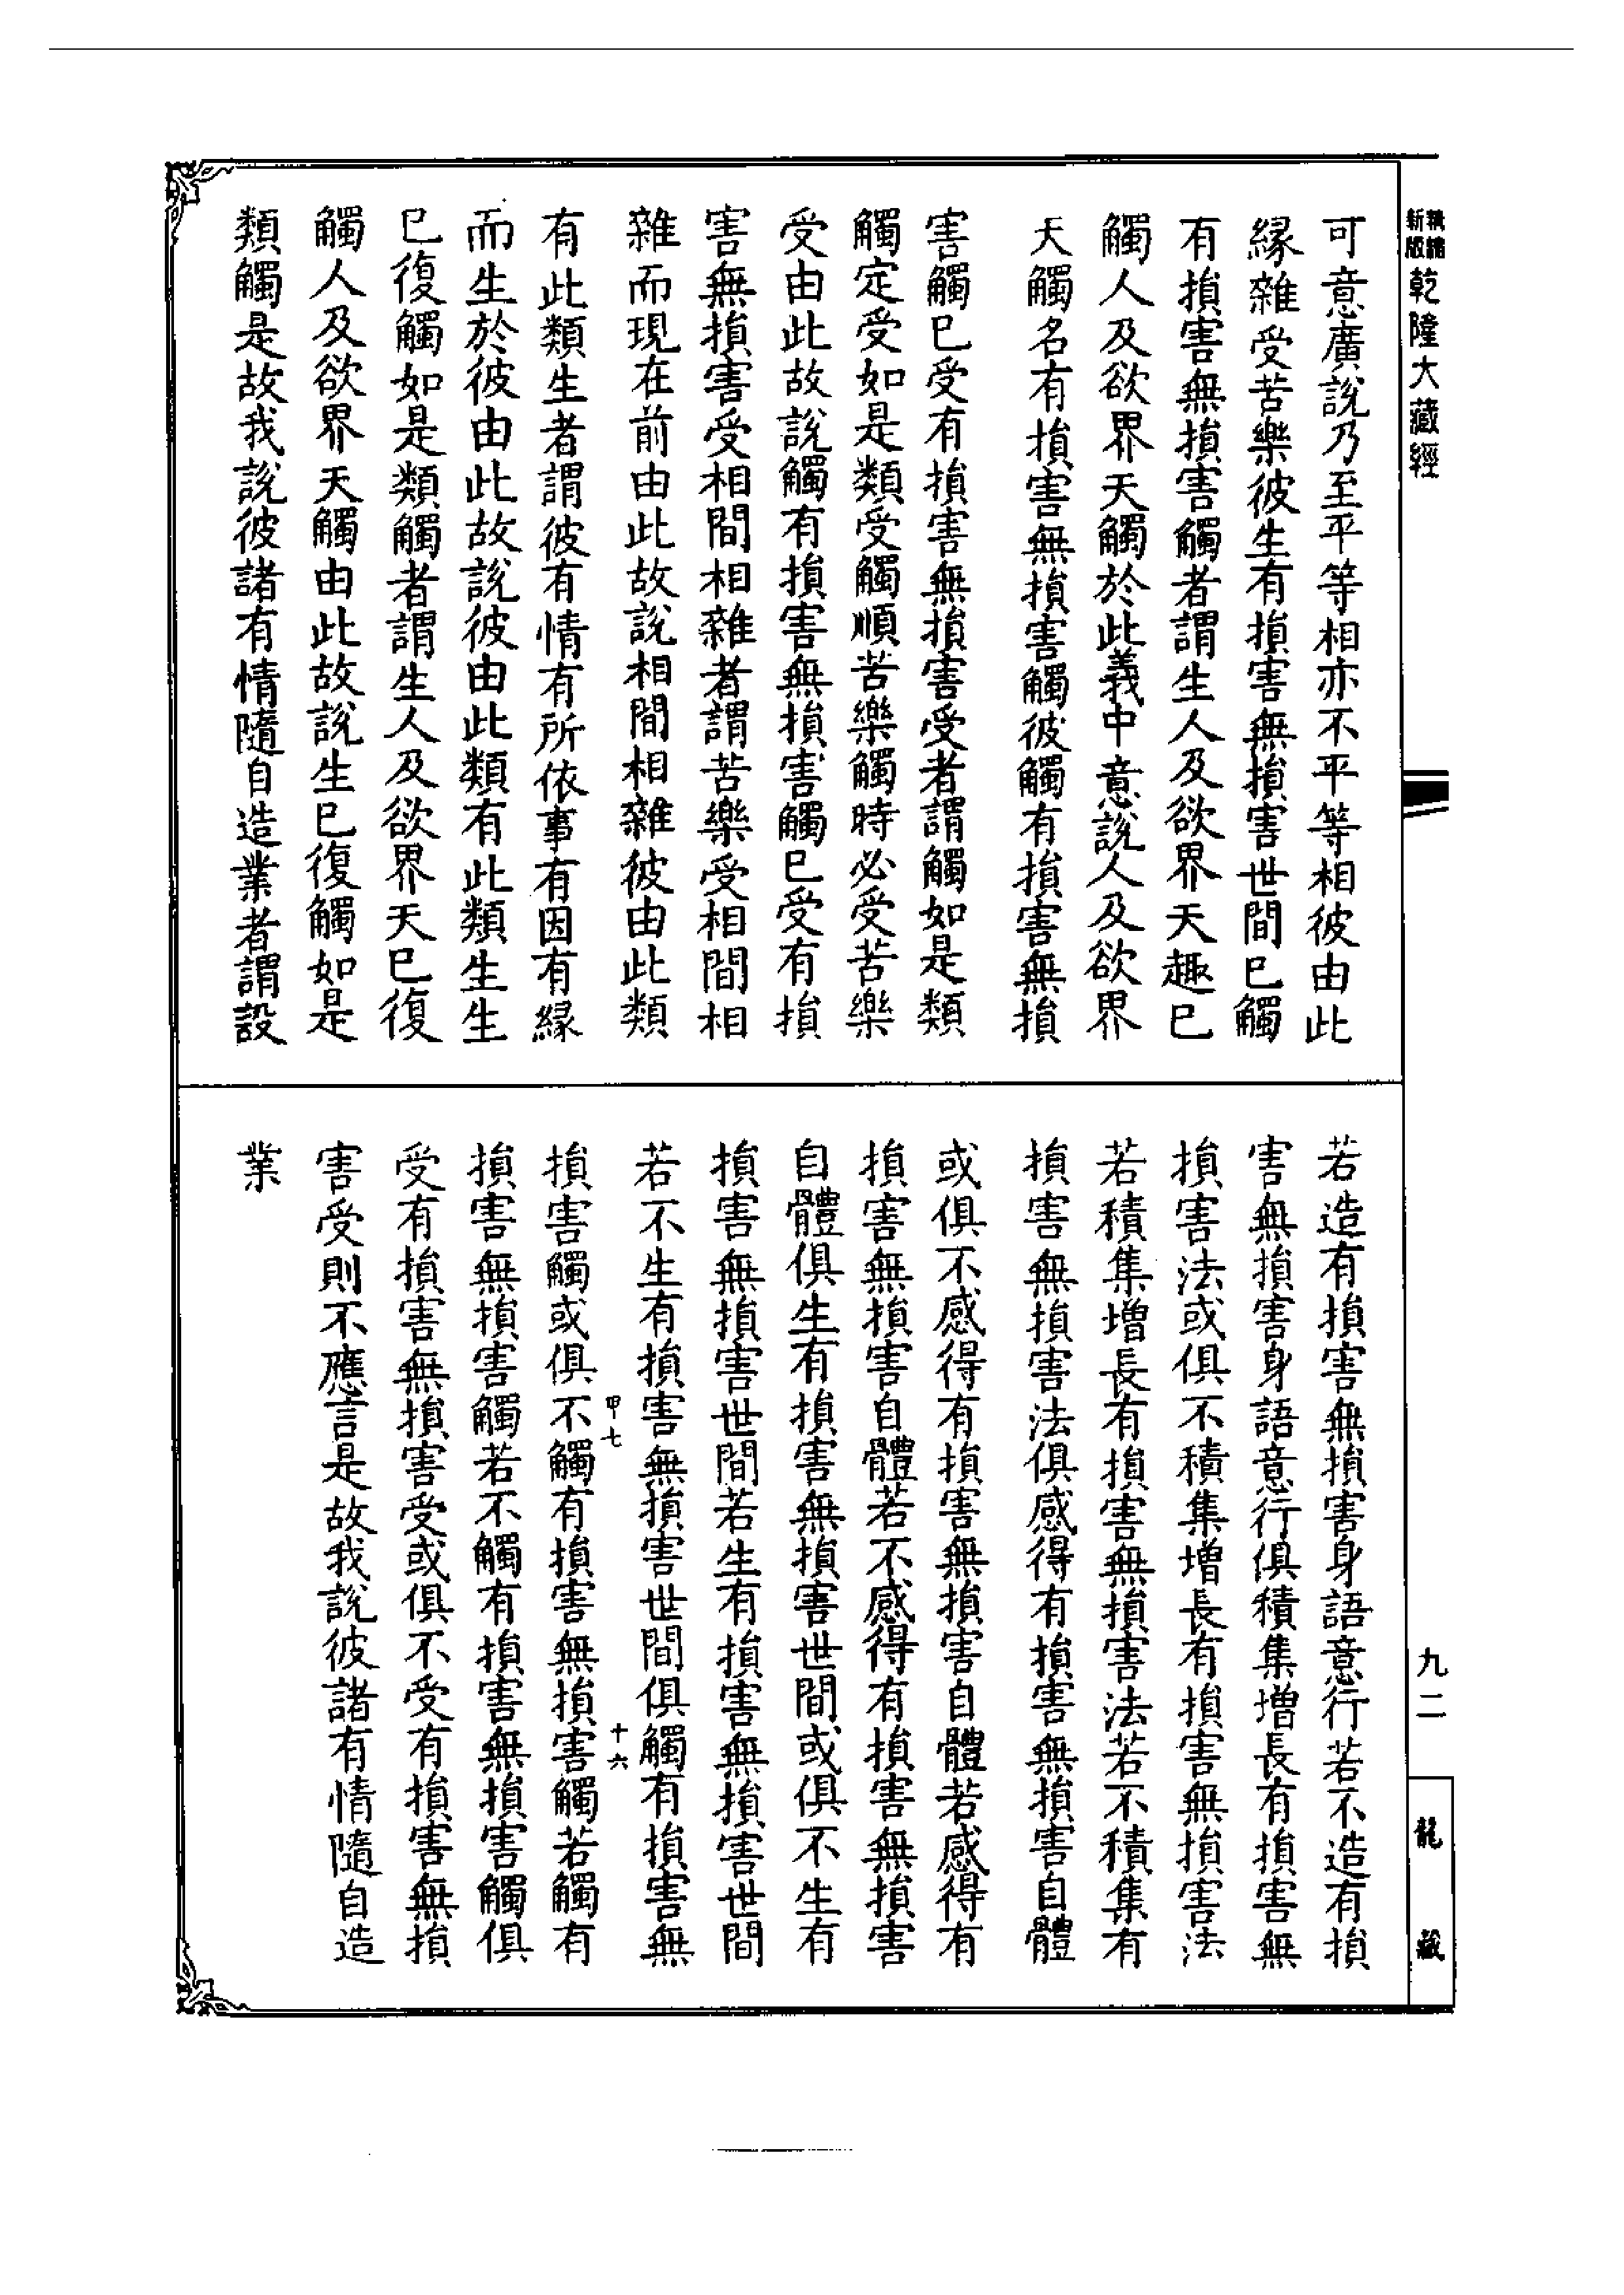 新版
乾隆大藏經
可意廣說乃至平等相亦不平等相彼由此
緣雜受苦樂彼生有損害無損害世間已觸
有損害無損害觸者謂生人及欲界天趣已
觸人及欲界天觸於此義中意說人及欲界
天觸名有損害無損害觸彼觸有損害無損
害觸已受有損害無損害受者謂觸如是類
觸定受如是類受觸順苦樂觸時必受苦樂
受由此故說觸有損害無損害觸已受有損
害無損害受相間相雜者謂苦樂受相間相
雜而現在前由此故說相間相雜彼由此類
有此類生者謂彼有情有所依事有因有緣
而生於彼由此故說彼由此類有此類生生
已復觸如是類觸者謂生人及欲界天已復
觸人及欲界天觸由此故說生已復觸如是
類觸是故我說彼諸有情隨自造業者謂設
若造有損害無損害身語意行若不造有損
害無損害身語意行俱積集增長有損害無
損害法或俱不積集增長有損害無損害法
若積集增長有損害無損害法若不積集有
損害無損害法俱感得有損害無損害自體
或俱不感得有損害無損害自體若感得有
損害無損害自體若不感得有損害無損害
自體俱生有損害無損害世間或俱不生有
損害無損害世間若生有損害無損害世間
若不生有損害無損害世間俱觸有損害無
甲七
十六
損害觸或俱不觸有損害無損害觸若觸有
損害無損害觸若不觸有損害無損害觸俱
受有損害無損害受或俱不受有損害無損
害受則不應言是故我說彼諸有情隨自造
業
九二
龍藏